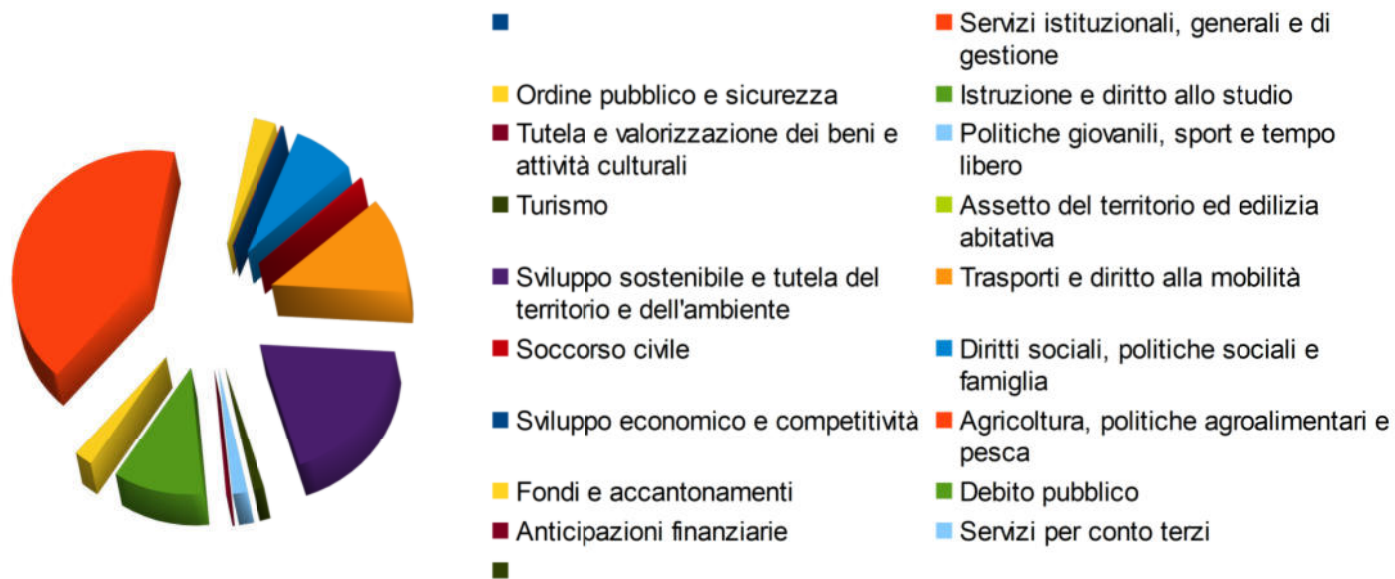 Servizi istituzionali, generali e di
gestione
Ordine pubblico e sicurezza
Istruzione e diritto allo studio
Tutela e valorizzazione dei beni e
attività culturali
Politiche giovanili, sport e tempo
libero
Turismo
Assetto del territorio ed edilizia
abitativa
Sviluppo sostenibile e tutela del
territorio e dell'ambiente
Trasporti e diritto alla mobilità
Soccorso civile
Diritti sociali, politiche sociali e
famiglia
Sviluppo economico e competitività
Agricoltura, politiche agroalimentari e
pesca
Fondi e accantonamenti
Debito pubblico
Anticipazioni finanziarie
Servizi per conto terzi